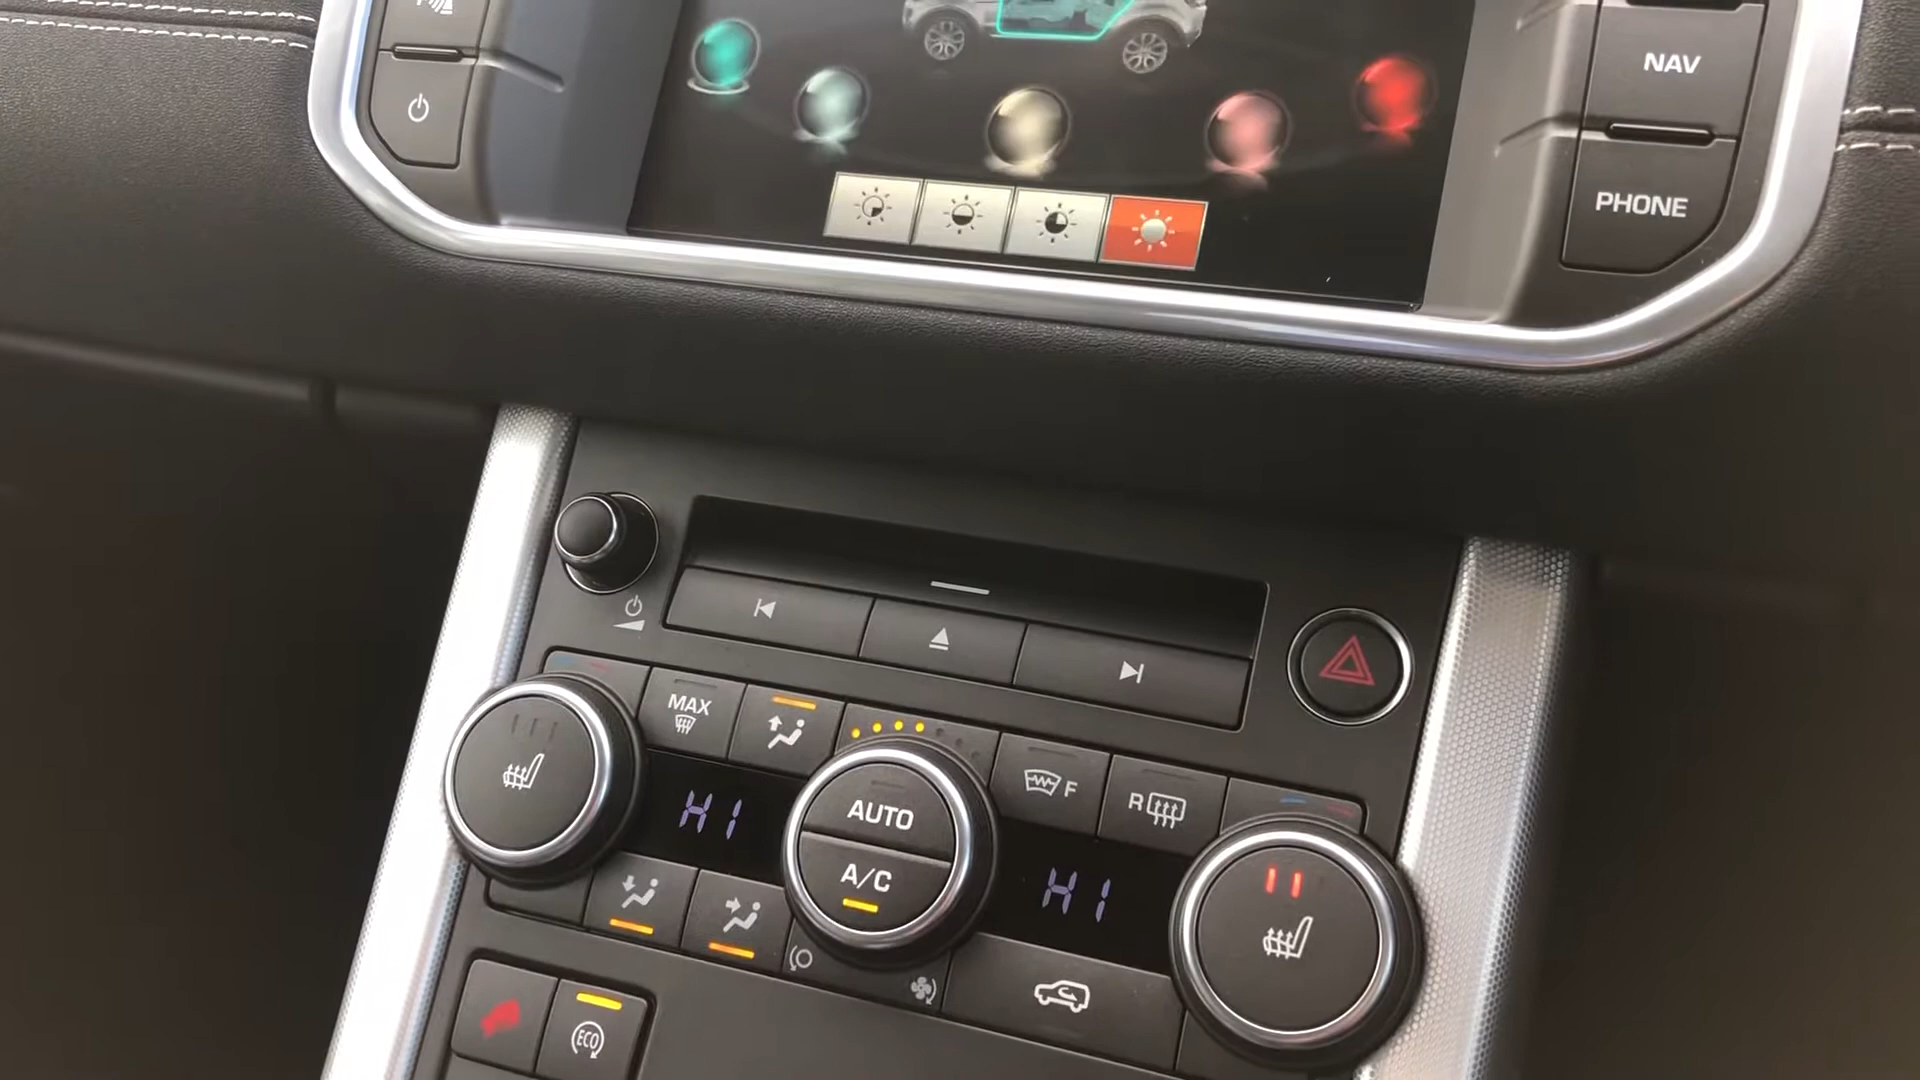 NAV
PHONE
MAX
F
R
AUTO
A/C
HI
HI
ECO